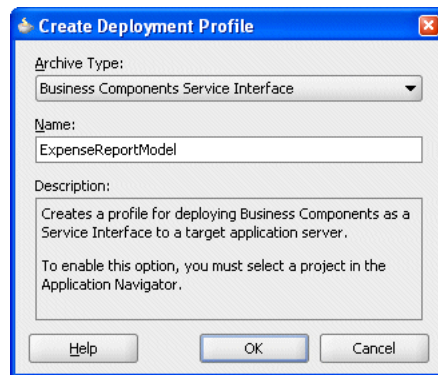 Create Deployment Profile
Archive Type:
Business Components Service Interface
Name:
ExpenseReportModel
Description:
Creates a profile for deploying Business Components as a
Service Interface to a target application server.
To enable this option, you must select a project in the
Application Navigator.
Help OK Cancel